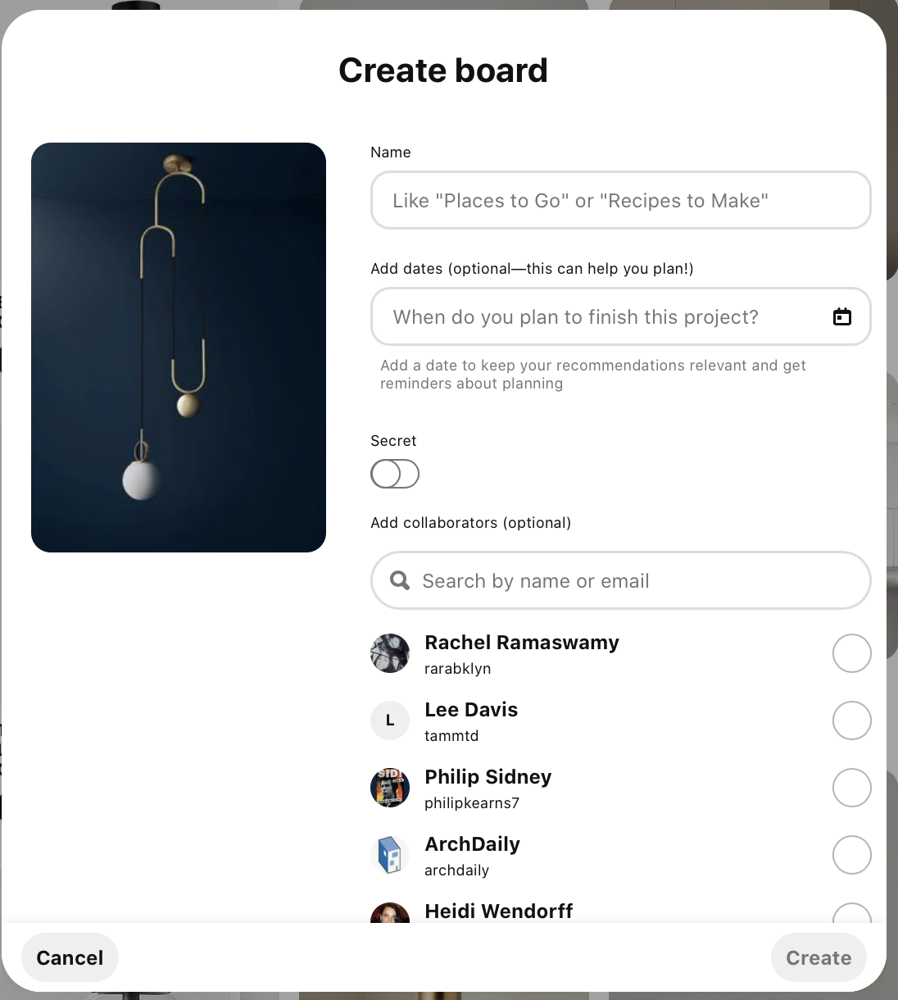 Create board
Name
Like "Places to Go" or "Recipes to Make"
Add dates (optional—this can help you plan!)
When do you plan to finish this project?
Add a date to keep your recommendations relevant and get
reminders about planning
Secret
Add collaborators (optional)
Search by name or email
Rachel Ramaswamy
rarabklyn
L
Lee Davis
tammtd
SID!
Philip Sidney
philipkearns7
ArchDaily
archdaily
Heidi Wendorff
Cancel
Create